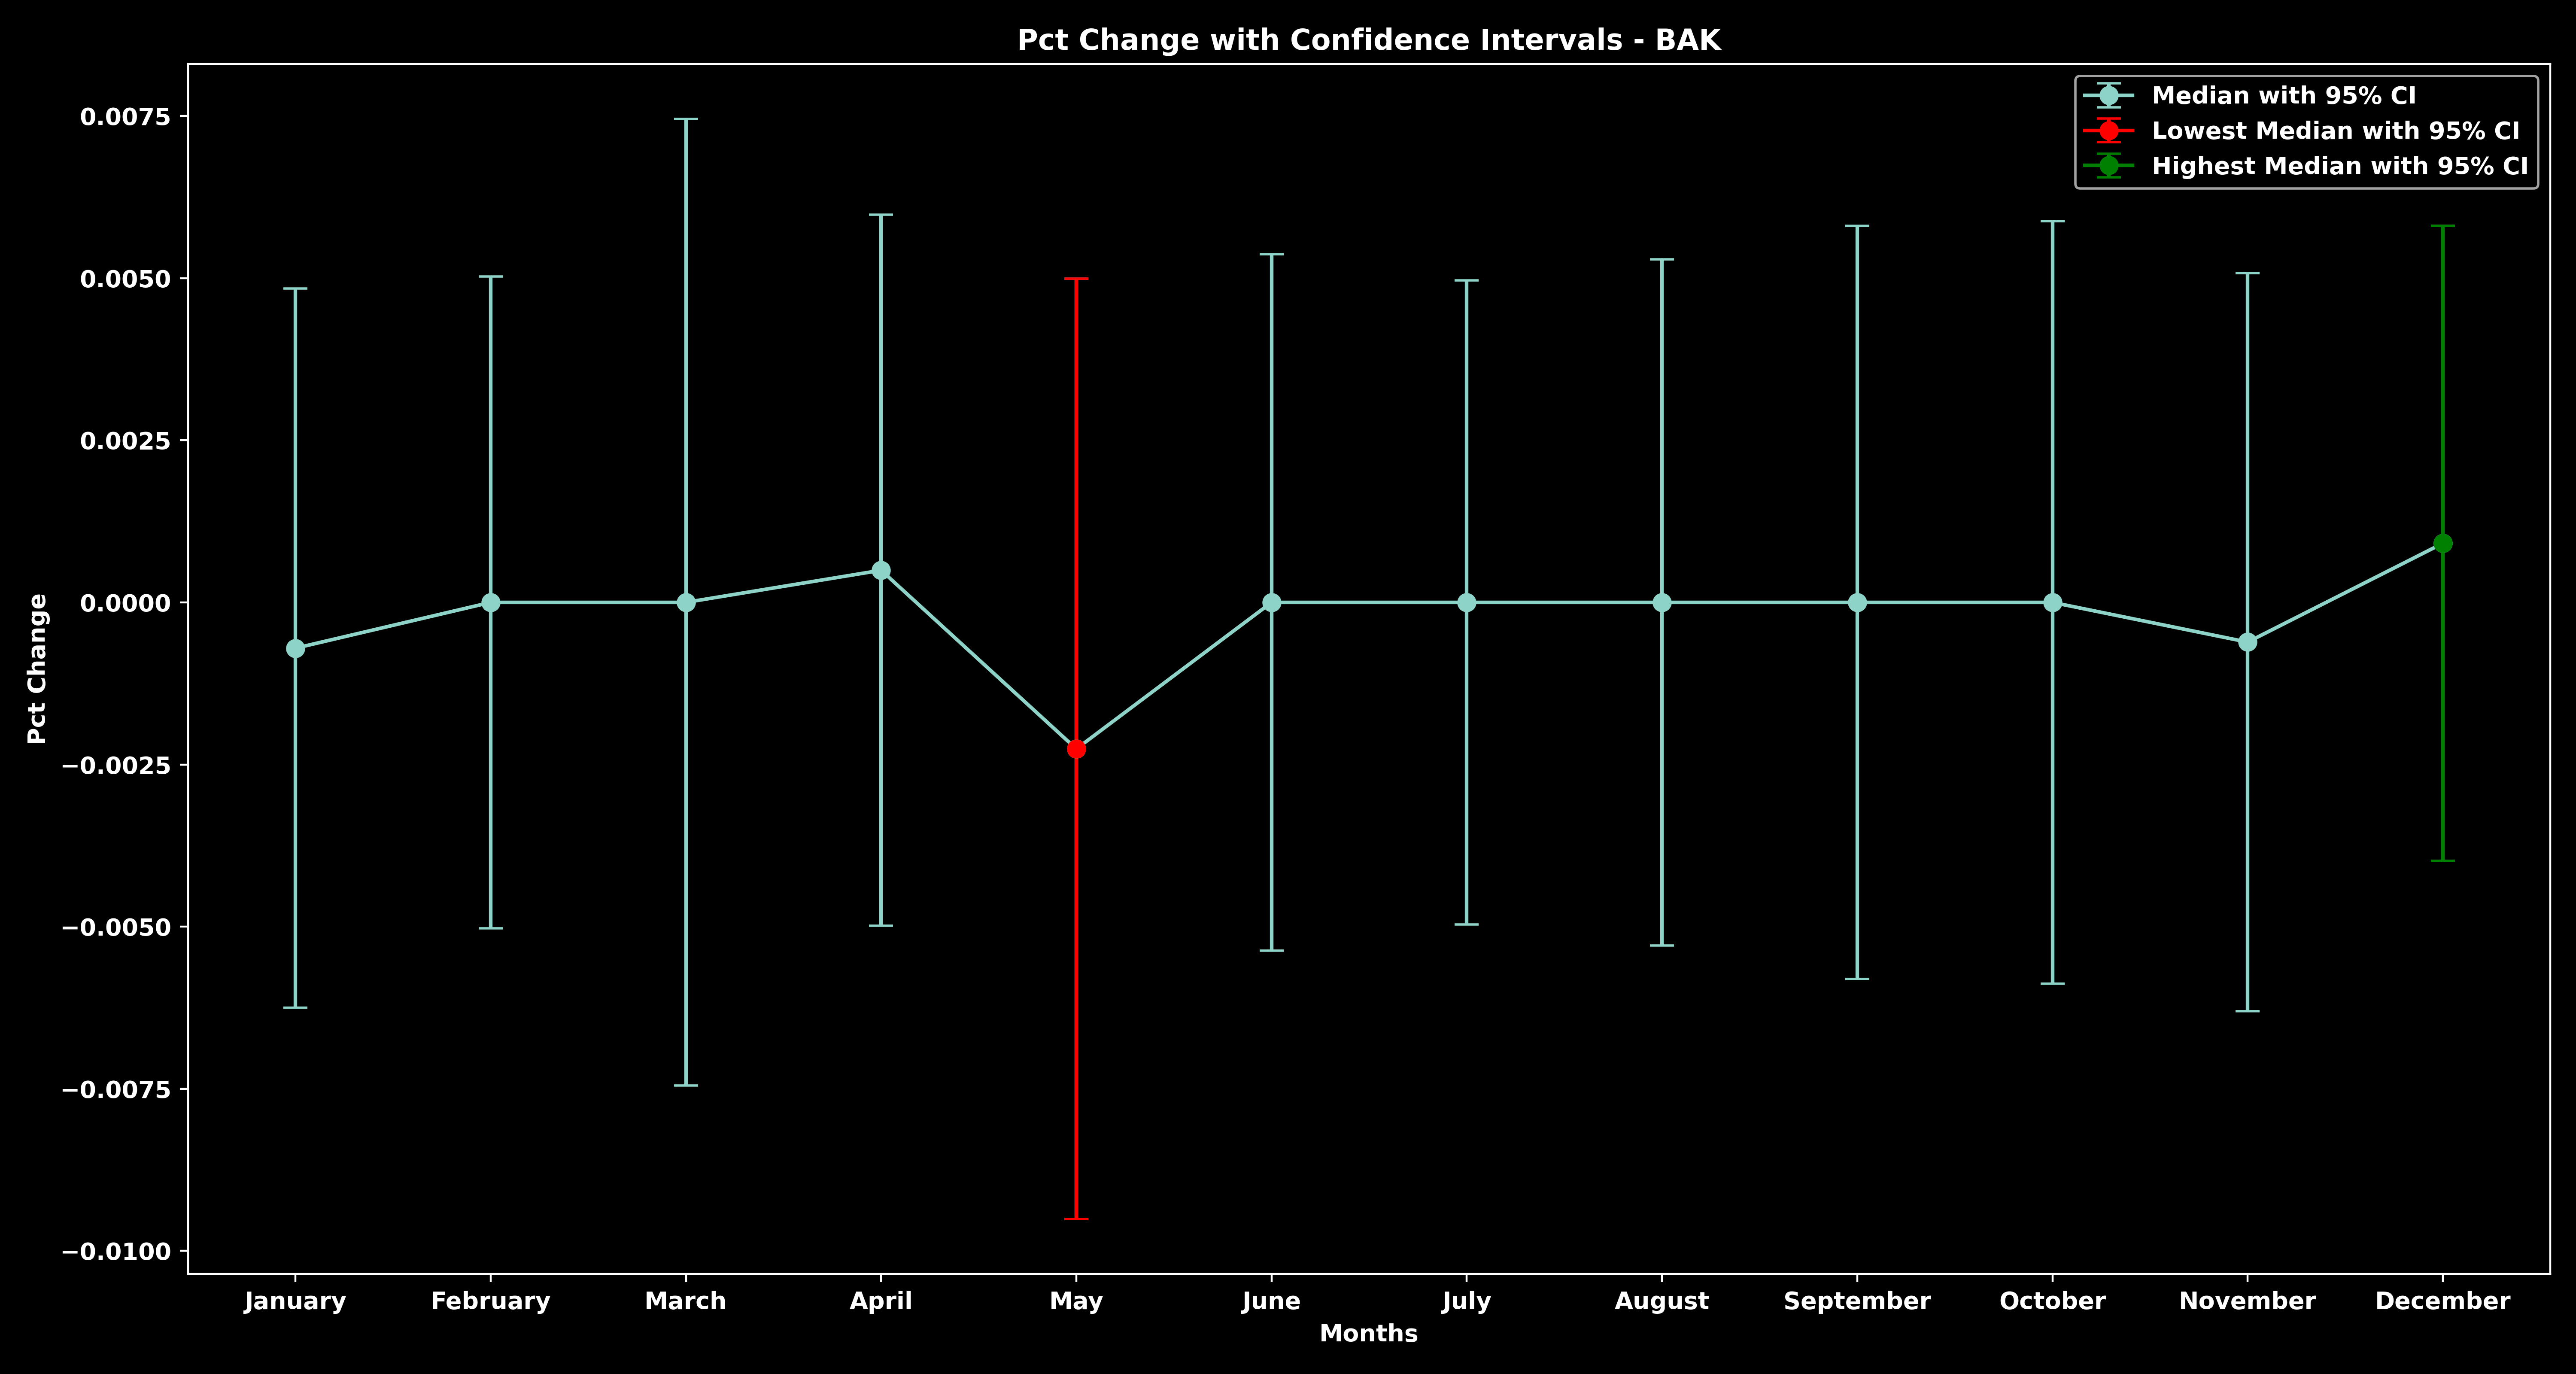 Pct Change with Confidence Intervals - BAK
Median with 95% CI
Lowest Median with 95% CI
Highest Median with 95% CI
Pct Change
0.0075
0.0050
0.0025
0.0000
−0.0025
−0.0050
−0.0075
−0.0100
January February March April May June July August September October November December
Months